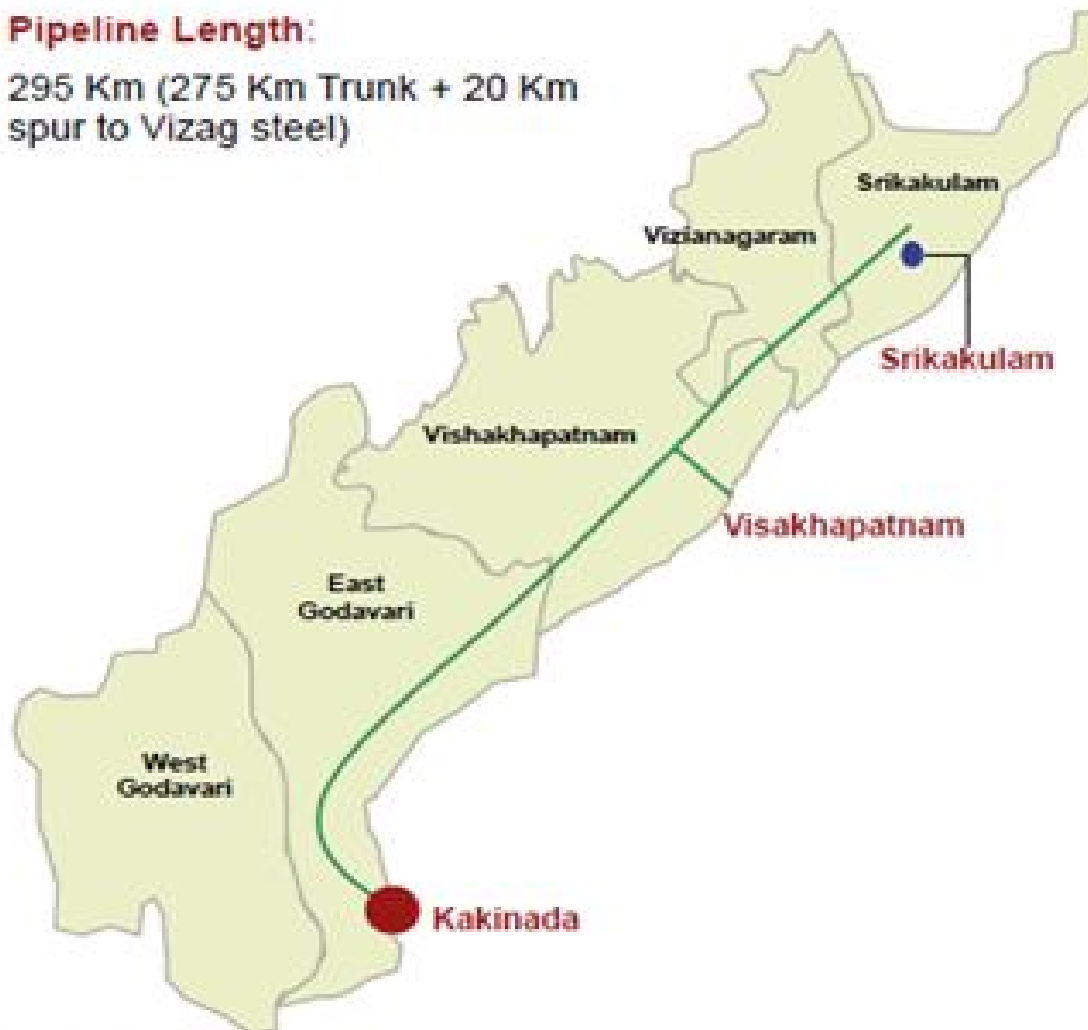 Pipeline Length:
295 Km (275 Km Trunk + 20 Km
spur to Vizag steel)
Srikakulam
Vizianagaram
Srikakulam
Vishakhapatnam
Visakhapatnam
East
Godavari
West
Godavari
Kakinada